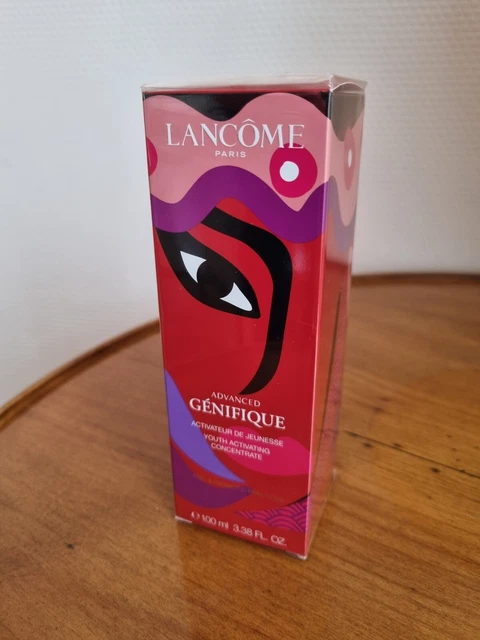 LANCÔME
PARIS
ADVANCED
GÉNIFIQUE
ACTIVATEUR DE JEUNESSE
YOUTH ACTIVATING
CONCENTRATE
℮ 100 ml 3.38 FL. OZ.